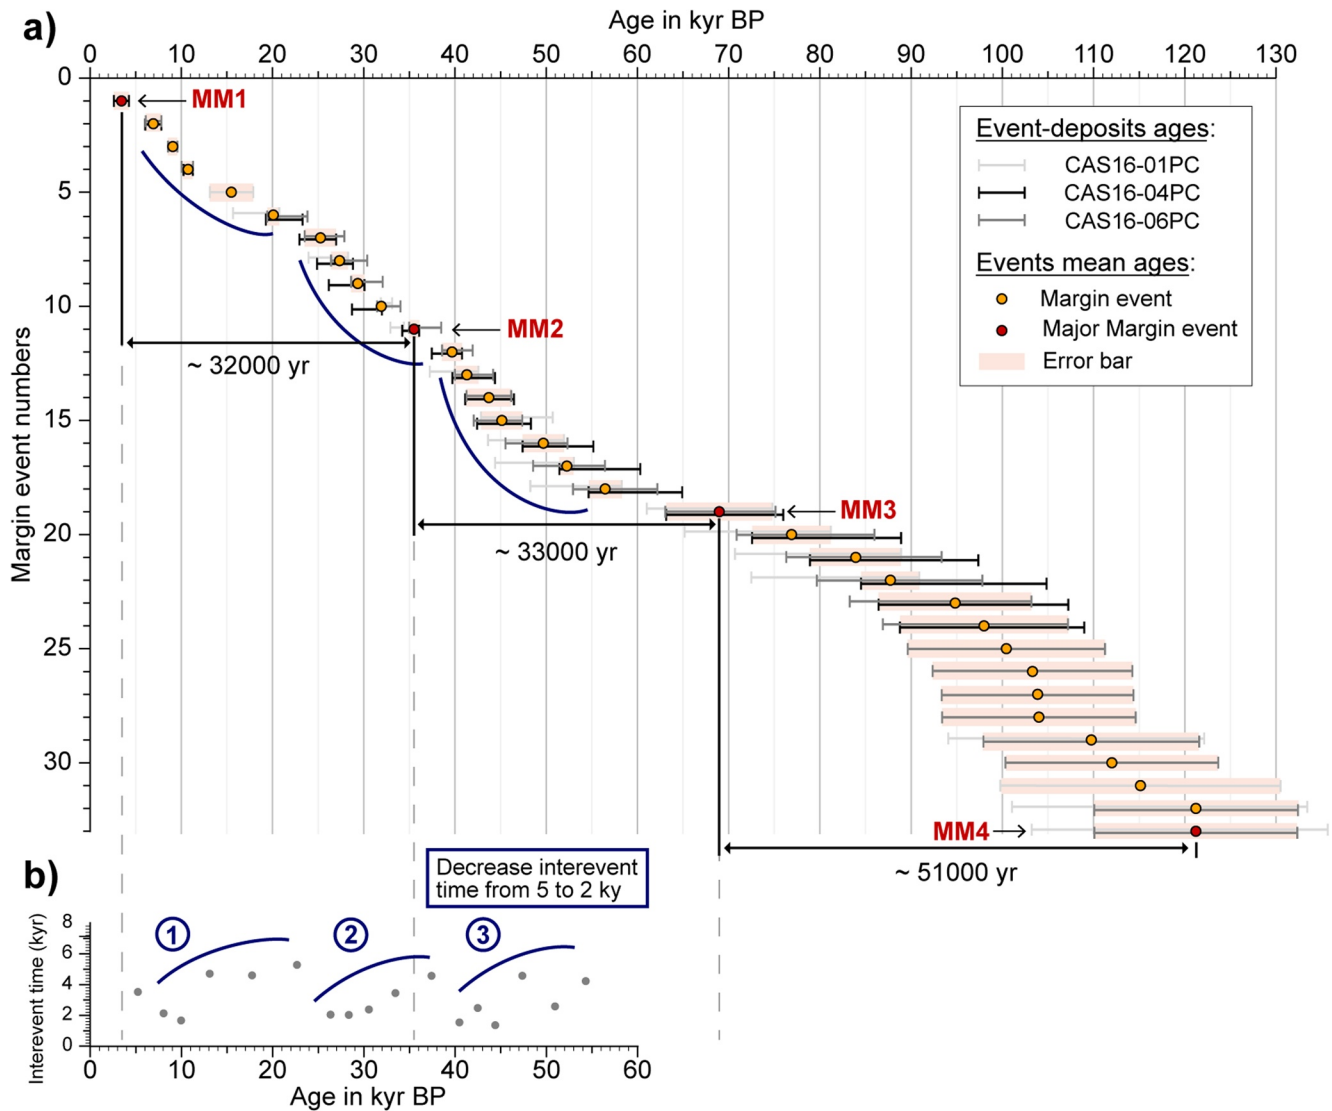 a)
Age in kyr BP
0 10 20 30 40 50 60 70 80 90 100 110 120 130
0
5
10
15
20
25
30
Margin event numbers
MM1
MM2
MM3
MM4
~ 32000 yr
~ 33000 yr
~ 51000 yr
Event-deposits ages:
CAS16-01PC
CAS16-04PC
CAS16-06PC
Events mean ages:
Margin event
Major Margin event
Error bar
b)
Decrease interevent
time from 5 to 2 ky
1 2 3
8
6
4
2
0
Interevent time (kyr)
0 10 20 30 40 50 60
Age in kyr BP